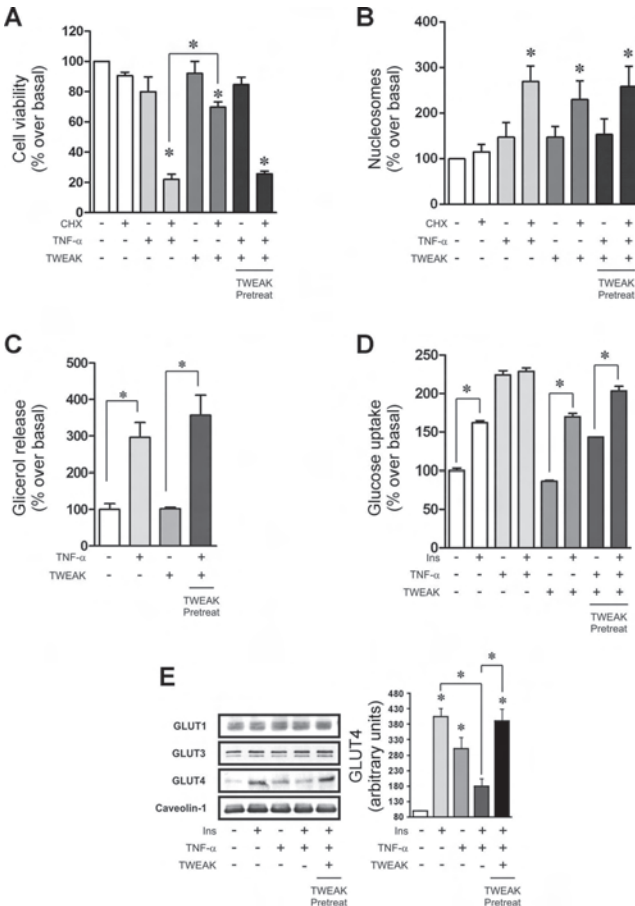 A
Cell viability
(% over basal)
120
100
80
60
40
20
0
* * * *
CHX - + - + - + - +
TNF-α - - + + - - + +
TWEAK - - - - + + + +
TWEAK
Pretreat
B
Nucleosomes
(% over basal)
400
300
200
100
0
* * *
CHX - + - + - + - +
TNF-α - - + + - - + +
TWEAK - - - - + + + +
TWEAK
Pretreat
C
Glicerol release
(% over basal)
500
400
300
200
100
0
* *
TNF-α - + - +
TWEAK - - + +
TWEAK
Pretreat
D
Glucose uptake
(% over basal)
250
200
150
100
50
0
* * *
Ins - + - + - + - +
TNF-α - - + + - - + +
TWEAK - - - - + + + +
TWEAK
Pretreat
E
GLUT1
GLUT3
GLUT4
Caveolin-1
Ins - + - + +
TNF-α - - + + +
TWEAK +
TWEAK
Pretreat
GLUT4
(arbitrary units)
480
430
380
330
280
230
180
130
80
* * * * *
Ins - + - + +
TNF-α - - + + +
TWEAK - - - - +
TWEAK
Pretreat